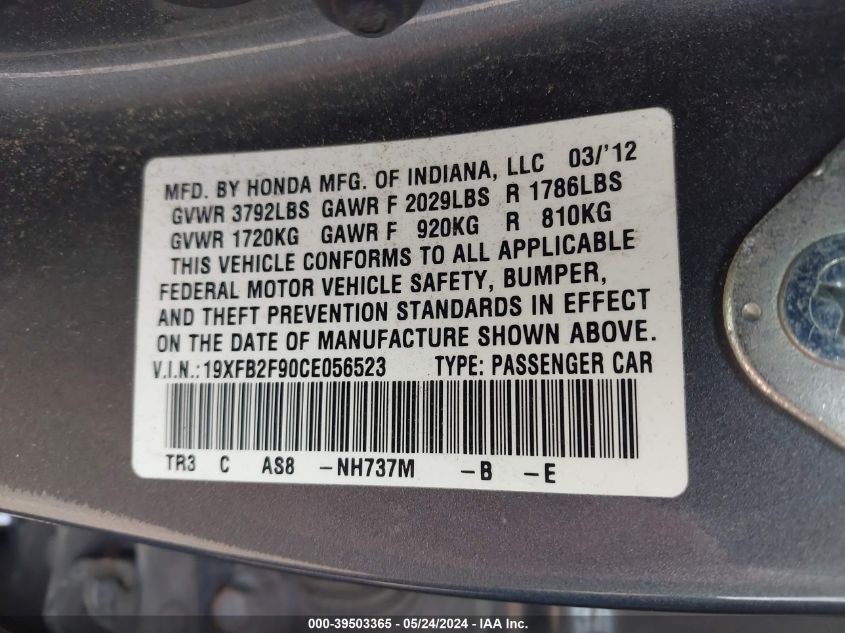 MFD. BY HONDA MFG. OF INDIANA, LLC 03/'12
GVWR 3792LBS GAWR F 2029LBS R 1786LBS
GVWR 1720KG GAWR F 920KG R 810KG
THIS VEHICLE CONFORMS TO ALL APPLICABLE
FEDERAL MOTOR VEHICLE SAFETY, BUMPER,
AND THEFT PREVENTION STANDARDS IN EFFECT
ON THE DATE OF MANUFACTURE SHOWN ABOVE.
V.I.N.:19XFB2F90CE056523 TYPE: PASSENGER CAR
TR3 C AS8 -NH737M -B -E
000-39503365 - 05/24/2024 - IAA Inc.